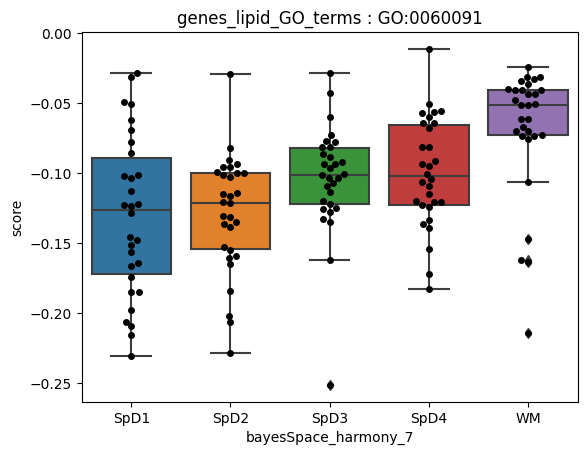 genes_lipid_GO_terms : GO:0060091
0.00
−0.05
−0.10
−0.15
−0.20
−0.25
score
SpD1 SpD2 SpD3 SpD4 WM
bayesSpace_harmony_7